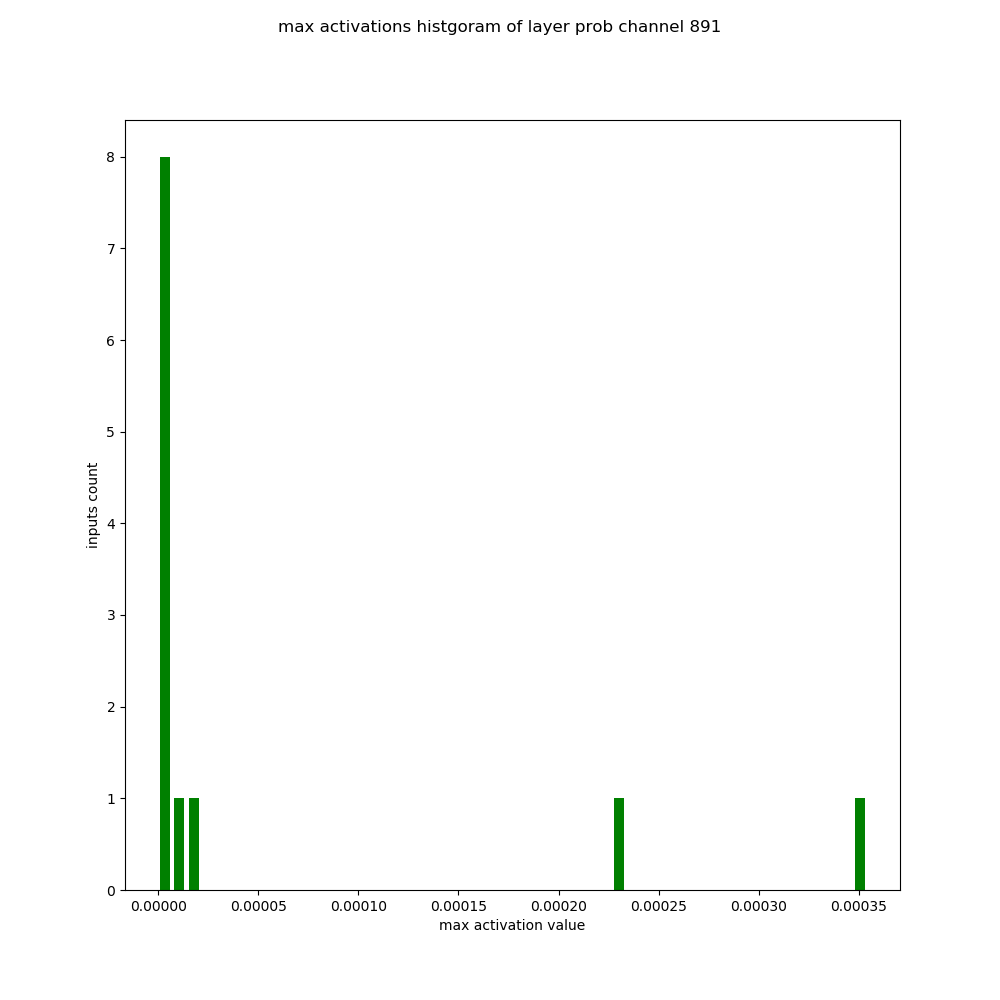 max activations histgoram of layer prob channel 891
8
7
6
5
4
3
2
1
0
inputs count
0.00000 0.00005 0.00010 0.00015 0.00020 0.00025 0.00030 0.00035
max activation value